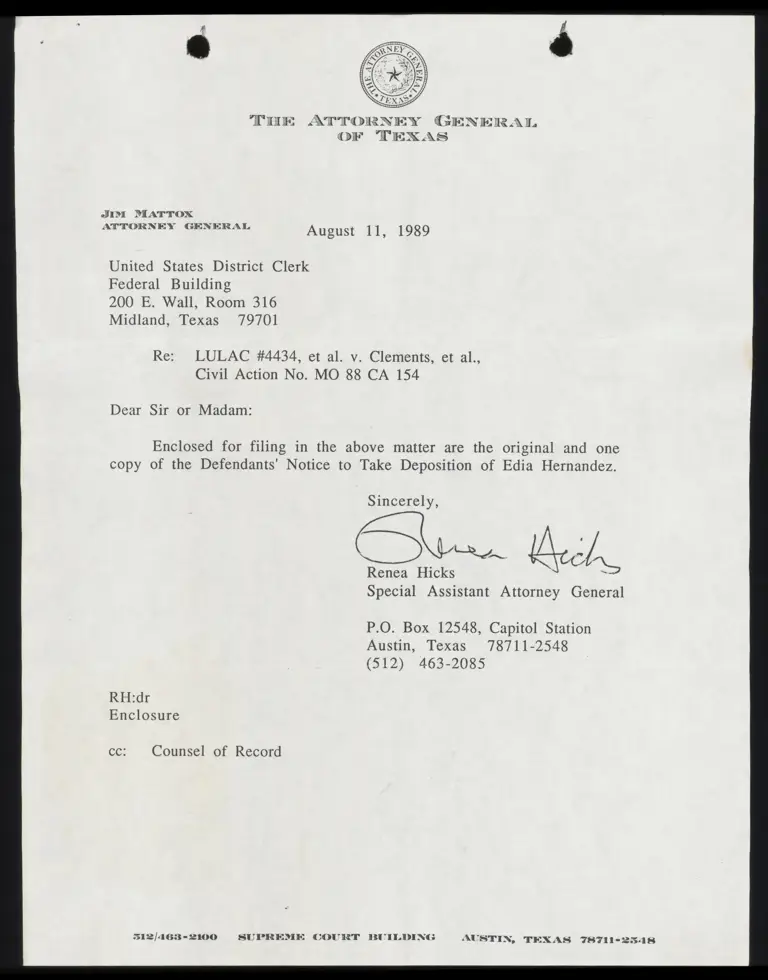 THE ATTORNEY GENERAL
TEXAS
THE ATTORNEY GENERAL
OF TEXAS
JIM MATTOX
ATTORNEY GENERAL
August 11, 1989
United States District Clerk
Federal Building
200 E. Wall, Room 316
Midland, Texas 79701
Re: LULAC #4434, et al. v. Clements, et al.,
Civil Action No. MO 88 CA 154
Dear Sir or Madam:
Enclosed for filing in the above matter are the original and one
copy of the Defendants' Notice to Take Deposition of Edia Hernandez.
Sincerely,
Renea Hicks
Renea Hicks
Special Assistant Attorney General
P.O. Box 12548, Capitol Station
Austin, Texas 78711-2548
(512) 463-2085
RH:dr
Enclosure
cc: Counsel of Record
512/463-2100 SUPREME COURT BUILDING AUSTIN, TEXAS 78711-2548